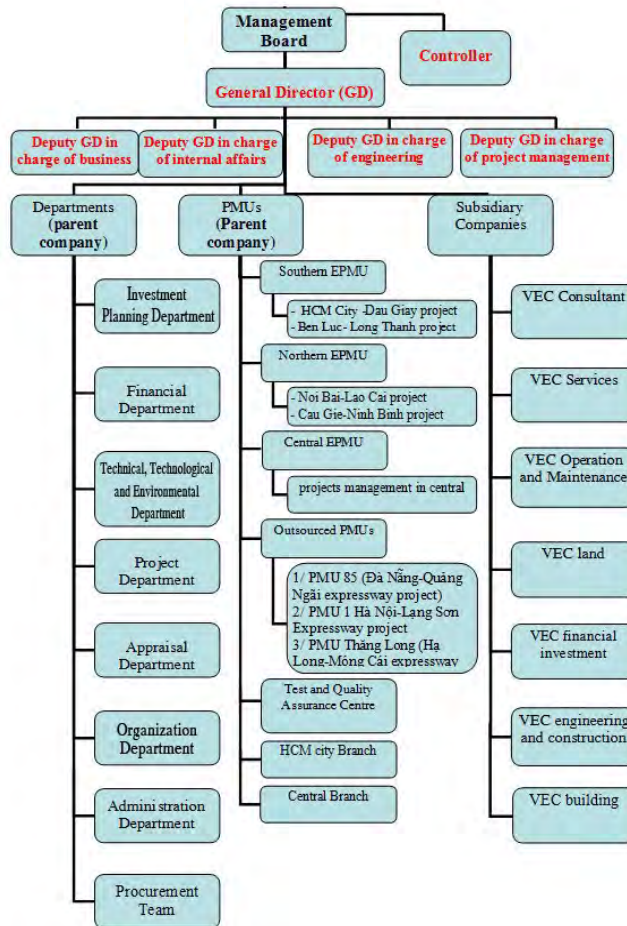 Management
Board
Controller
General Director (GD)
Deputy GD in
charge of business
Deputy GD in charge
of internal affairs
Deputy GD in charge
of engineering
Deputy GD in charge
of project management
Departments
(parent
company)
PMUs
(Parent
company)
Subsidiary
Companies
Investment
Planning Department
Financial
Department
Technical, Technological
and Environmental
Department
Project
Department
Appraisal
Department
Organization
Department
Administration
Department
Procurement
Team
Southern EPMU
- HCM City -Dau Giay project
- Ben Luc- Long Thanh project
Northern EPMU
- Noi Bai-Lao Cai project
- Cau Gie-Ninh Binh project
Central EPMU
projects management in central
Outsourced PMUs
1/ PMU 85 (Đà Nẵng-Quảng
Ngãi expressway project)
2/ PMU 1 Hà Nội-Lạng Sơn
Expressway project
3/ PMU Thăng Long (Hạ
Long-Móng Cái expressway
Test and Quality
Assurance Centre
HCM city Branch
Central Branch
VEC Consultant
VEC Services
VEC Operation
and Maintenance
VEC land
VEC financial
investment
VEC engineering
and construction
VEC building